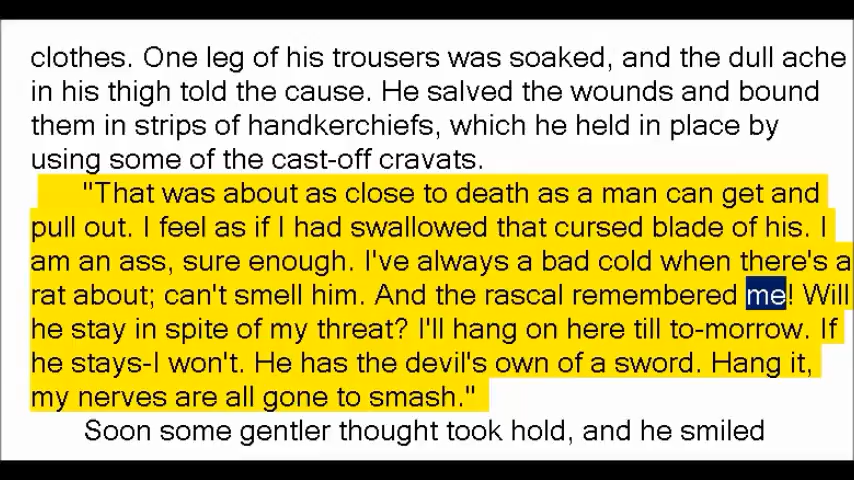 clothes. One leg of his trousers was soaked, and the dull ache
in his thigh told the cause. He salved the wounds and bound
them in strips of handkerchiefs, which he held in place by
using some of the cast-off cravats.
"That was about as close to death as a man can get and
pull out. I feel as if I had swallowed that cursed blade of his. I
am an ass, sure enough. I've always a bad cold when there's a
rat about; can't smell him. And the rascal remembered me! Will
he stay in spite of my threat? I'll hang on here till to-morrow. If
he stays-I won't. He has the devil's own of a sword. Hang it,
my nerves are all gone to smash."
Soon some gentler thought took hold, and he smiled